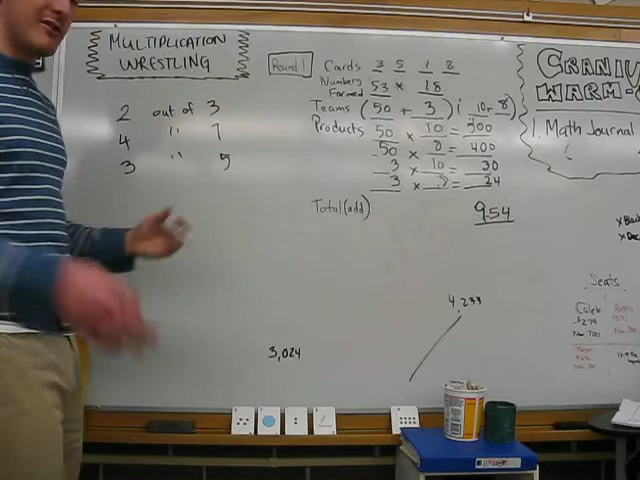 MULTIPLICATION
WRESTLING
2 out of 3
4 " 7
3 " 5
Round 1
Cards 3 5 1 8
Numbers
Formed 53 * 18
Teams (50 + 3) ; 10 + 8)
Products 50 * 10 = 500
50 * 8 = 400
3 * 10 = 30
3 * 8 = 24
Total (add) 954
4,233
3,024
1. Math Journal
Seats
Caleb